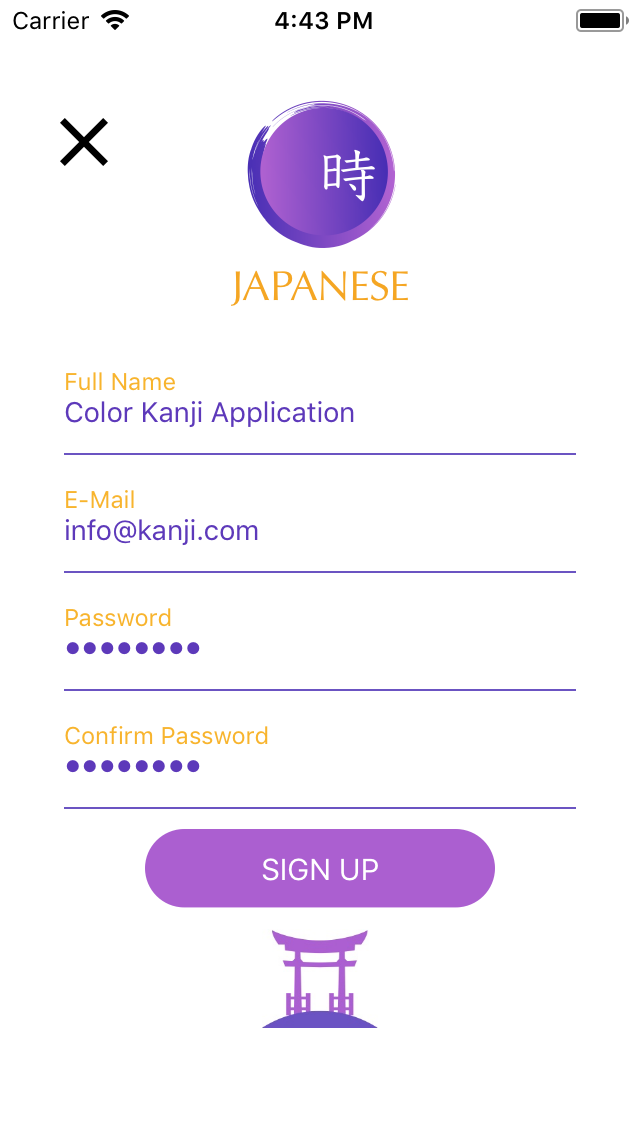 Carrier 4:43 PM
時
JAPANESE
Full Name
Color Kanji Application
E-Mail
info@kanji.com
Password
••••••••
Confirm Password
••••••••
SIGN UP